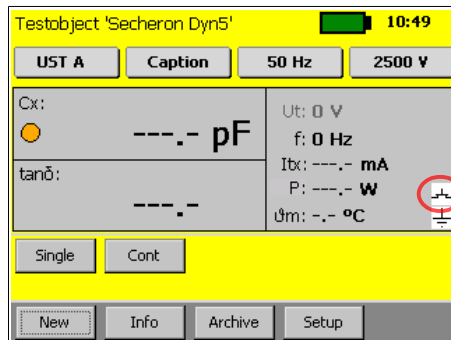 Testobject 'Secheron Dyn5' 10:49
UST A Caption 50 Hz 2500 V
Cx:
---.- pF
tanδ:
---.-
Ut: 0 V
f: 0 Hz
Itx: ---.- mA
P: ---.- W
ϑm: -.- ºC
Single Cont
New Info Archive Setup